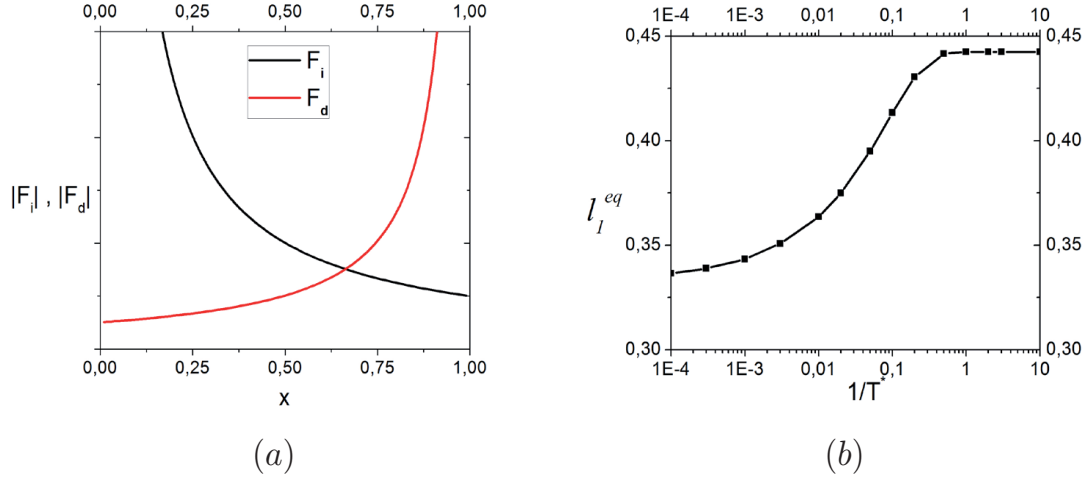 0,00 0,25 0,50 0,75 1,00
F_i
F_d
|F_i| , |F_d|
0,00 0,25 0,50 0,75 1,00
x
(a)
1E-4 1E-3 0,01 0,1 1 10
0,45 0,45
0,40 0,40
l_1^{eq}
0,35 0,35
0,30 0,30
1E-4 1E-3 0,01 0,1 1 10
1/T*
(b)